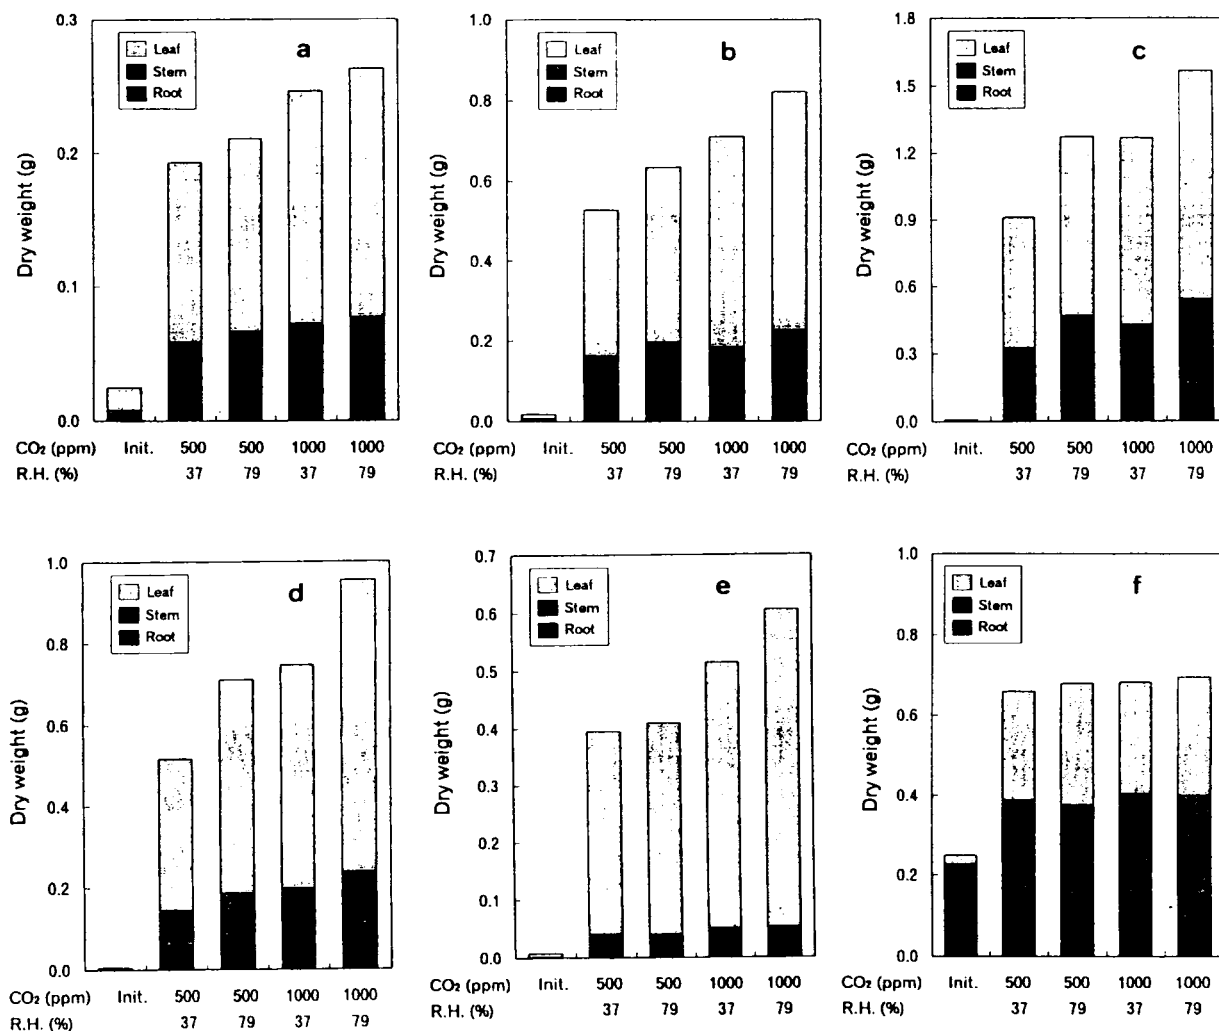 a
Leaf
Stem
Root
Dry weight (g)
0.3
0.2
0.1
0.0
CO₂ (ppm) Init. 500 500 1000 1000
R.H. (%) 37 79 37 79
b
Leaf
Stem
Root
Dry weight (g)
1.0
0.8
0.6
0.4
0.2
0.0
CO₂ (ppm) Init. 500 500 1000 1000
R.H. (%) 37 79 37 79
c
Leaf
Stem
Root
Dry weight (g)
1.8
1.5
1.2
0.9
0.6
0.3
0.0
CO₂ (ppm) Init. 500 500 1000 1000
R.H. (%) 37 79 37 79
d
Leaf
Stem
Root
Dry weight (g)
1.0
0.8
0.6
0.4
0.2
0.0
CO₂ (ppm) Init. 500 500 1000 1000
R.H. (%) 37 79 37 79
e
Leaf
Stem
Root
Dry weight (g)
0.7
0.6
0.5
0.4
0.3
0.2
0.1
0.0
CO₂ (ppm) Init. 500 500 1000 1000
R.H. (%) 37 79 37 79
f
Leaf
Stem
Root
Dry weight (g)
1.0
0.8
0.6
0.4
0.2
0.0
CO₂ (ppm) Init. 500 500 1000 1000
R.H. (%) 37 79 37 79